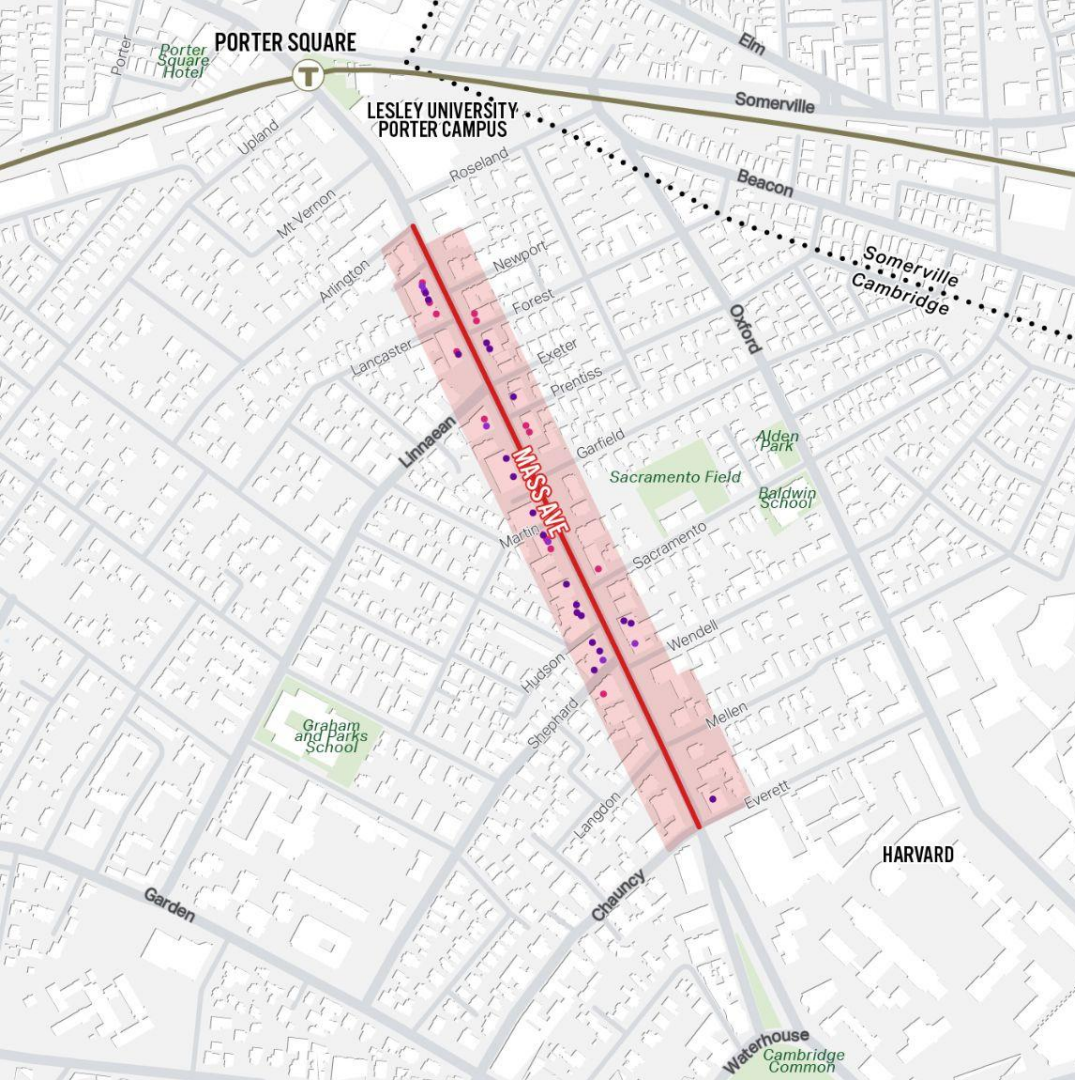 PORTER SQUARE
Porter
Porter
Square
Hotel
T
Elm
Somerville
LESLEY UNIVERSITY
PORTER CAMPUS
Upland
Roseland
Beacon
Mt Vernon
Newport
Somerville
Cambridge
Arlington
Forest
Oxford
Lancaster
Exeter
Prentiss
Linnaean
Garfield
Alden
Park
MASS AVE
Sacramento Field
Baldwin
School
Martin
Sacramento
Wendell
Hudson
Shephard
Mellen
Graham
and Parks
School
Everett
Langdon
HARVARD
Chauncy
Garden
Waterhouse
Cambridge
Common